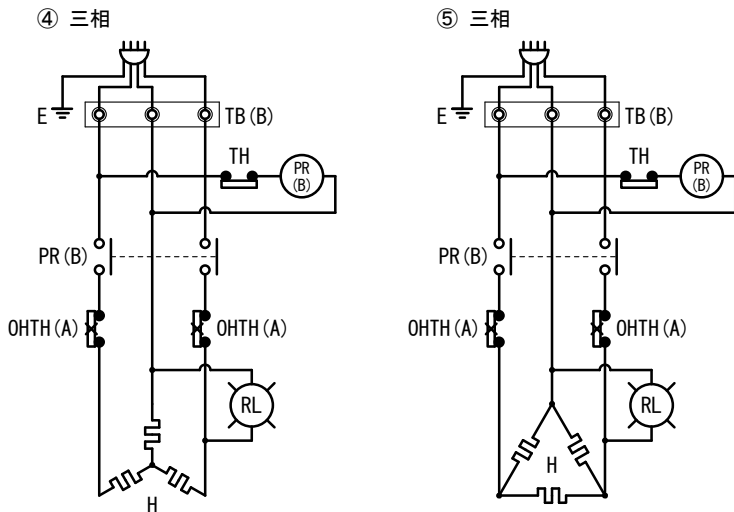 ④ 三相
E
TB(B)
TH
PR
(B)
PR(B)
OHTH(A)
OHTH(A)
RL
H
⑤ 三相
E
TB(B)
TH
PR
(B)
PR(B)
OHTH(A)
OHTH(A)
RL
H